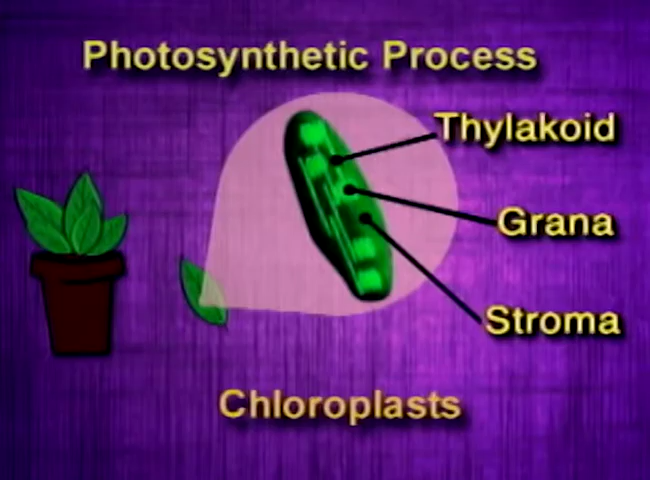 Photosynthetic Process
Thylakoid
Grana
Stroma
Chloroplasts